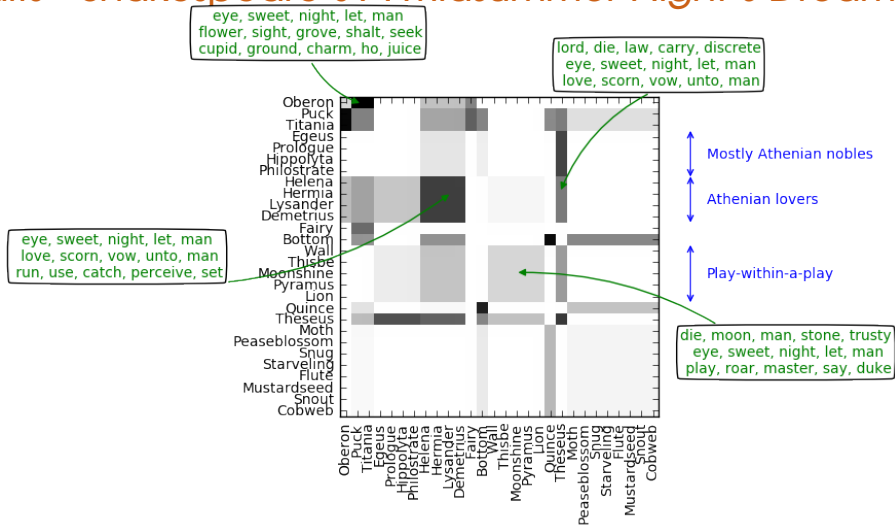 Shakespeare's A Midsummer Night's Dream
eye, sweet, night, let, man
flower, sight, grove, shalt, seek
cupid, ground, charm, ho, juice
lord, die, law, carry, discrete
eye, sweet, night, let, man
love, scorn, vow, unto, man
Oberon
Puck
Titania
Egeus
Prologue
Hippolyta
Philostrate
Helena
Hermia
Lysander
Demetrius
Fairy
Bottom
Wall
Thisbe
Moonshine
Pyramus
Lion
Quince
Theseus
Moth
Peaseblossom
Snug
Starveling
Flute
Mustardseed
Snout
Cobweb
Mostly Athenian nobles
Athenian lovers
Play-within-a-play
eye, sweet, night, let, man
love, scorn, vow, unto, man
run, use, catch, perceive, set
die, moon, man, stone, trusty
eye, sweet, night, let, man
play, roar, master, say, duke
Oberon
Puck
Titania
Egeus
Prologue
Hippolyta
Philostrate
Helena
Hermia
Lysander
Demetrius
Fairy
Bottom
Wall
Thisbe
Moonshine
Pyramus
Lion
Quince
Theseus
Moth
Peaseblossom
Snug
Starveling
Flute
Mustardseed
Snout
Cobweb